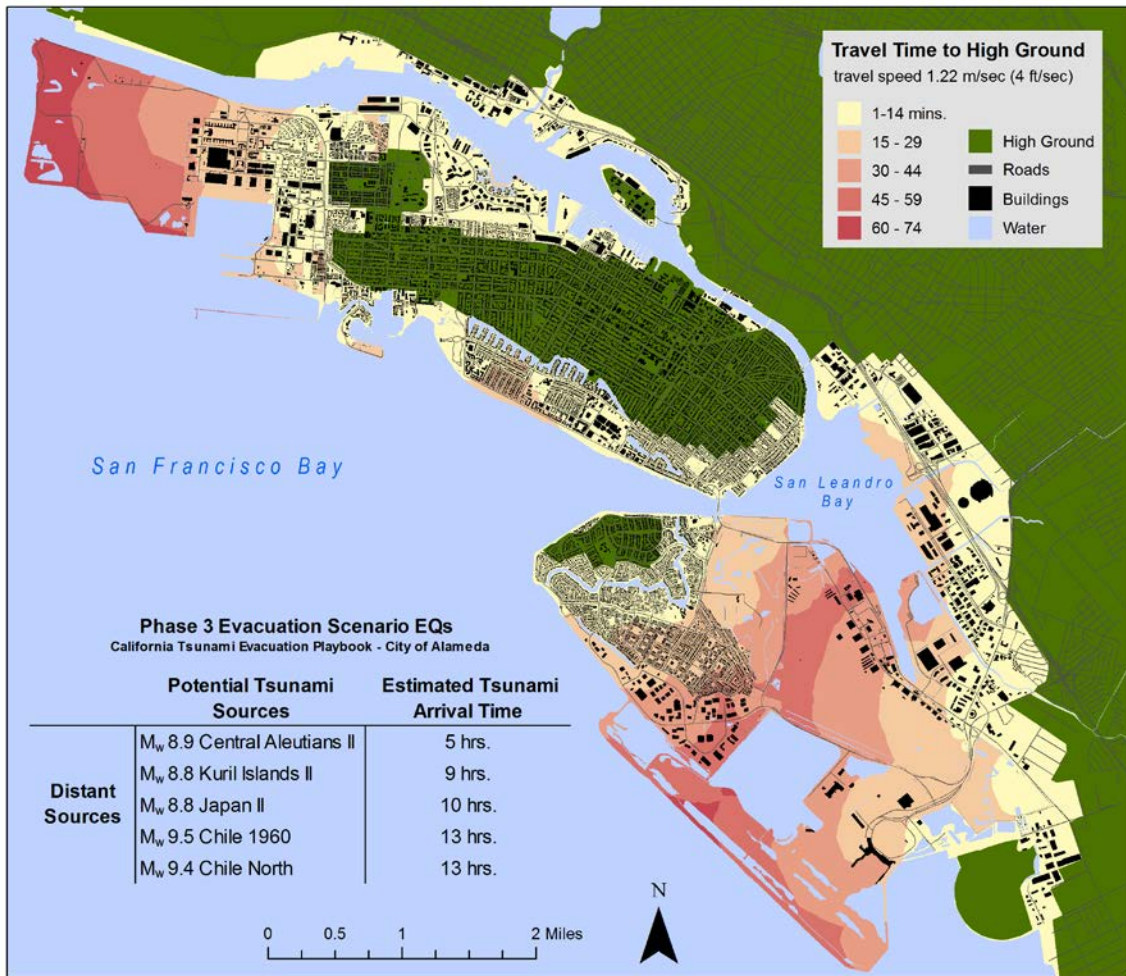 Travel Time to High Ground
travel speed 1.22 m/sec (4 ft/sec)
1-14 mins.
15 - 29
30 - 44
45 - 59
60 - 74
High Ground
Roads
Buildings
Water
San Francisco Bay
San Leandro
Bay
Phase 3 Evacuation Scenario EQs
California Tsunami Evacuation Playbook - City of Alameda
Potential Tsunami
Sources
Estimated Tsunami
Arrival Time
Distant
Sources
Mw 8.9 Central Aleutians II 5 hrs.
Mw 8.8 Kuril Islands II 9 hrs.
Mw 8.8 Japan II 10 hrs.
Mw 9.5 Chile 1960 13 hrs.
Mw 9.4 Chile North 13 hrs.
N
0 0.5 1 2 Miles